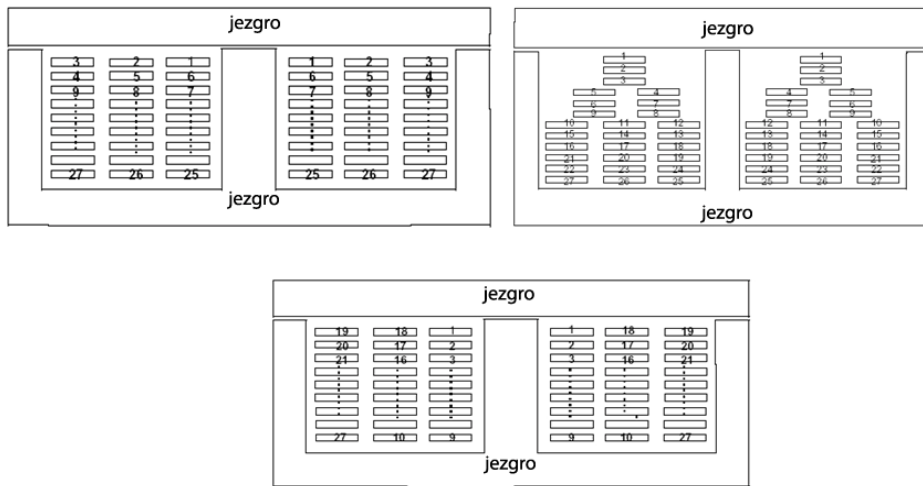 jezgro
3 2 1 1 2 3
4 5 6 6 5 4
9 8 7 7 8 9
27 26 25 25 26 27
jezgro
jezgro
1 1
2 2
3 3
5 4 4 5
6 7 7 6
9 8 8 9
10 11 12 12 11 10
15 14 13 13 14 15
16 17 18 18 17 16
21 20 19 19 20 21
22 23 24 24 23 22
27 26 25 25 26 27
jezgro
jezgro
19 18 1 1 18 19
20 17 2 2 17 20
21 16 3 3 16 21
27 10 9 9 10 27
jezgro